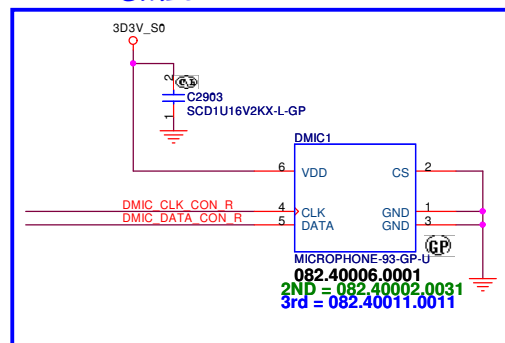 3D3V_S0
2
C2903
SCD1U16V2KX-L-GP
1
DMIC1
6 VDD CS 2
DMIC_CLK_CON_R 4 CLK GND 1
DMIC_DATA_CON_R 5 DATA GND 3
GP
MICROPHONE-93-GP-U
082.40006.0001
2ND = 082.40002.0031
3rd = 082.40011.0011